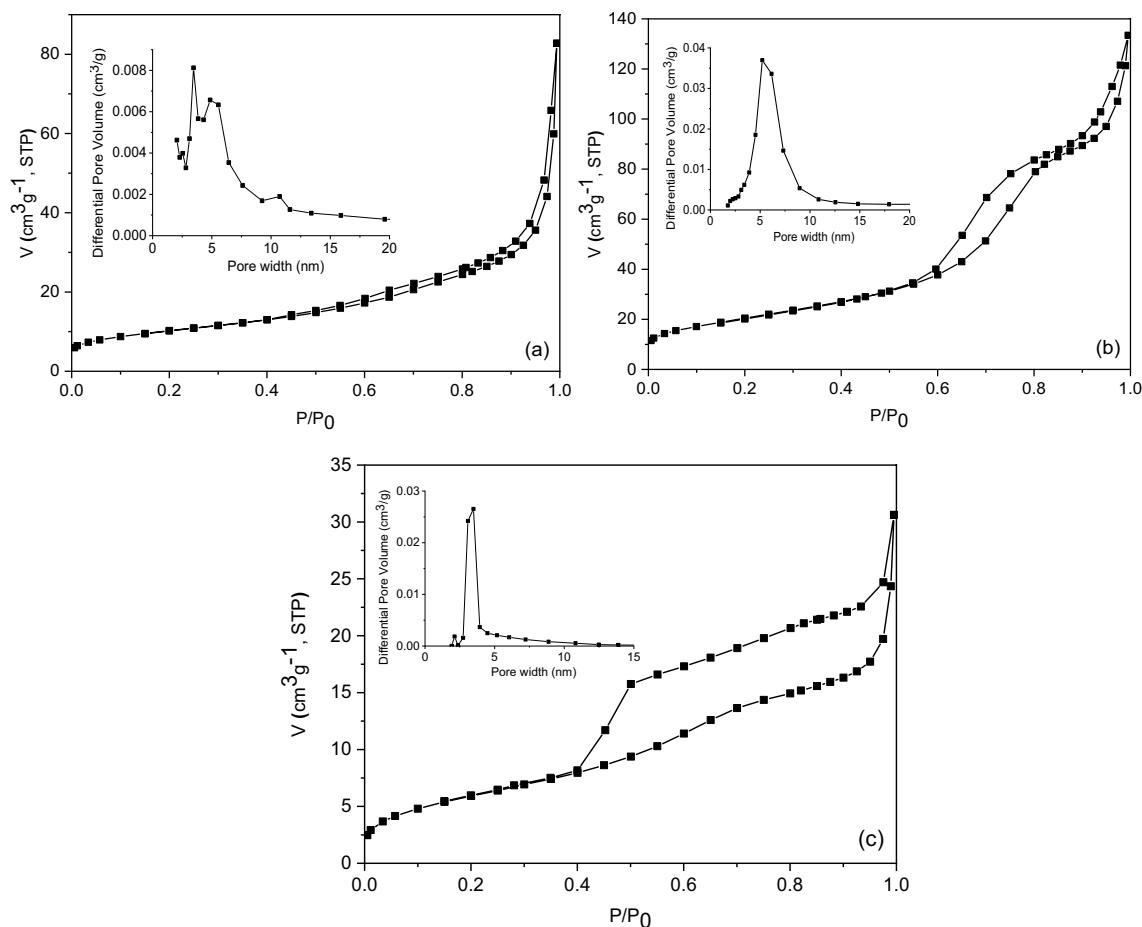 80
60
40
20
0
V (cm³g⁻¹, STP)
0.0 0.2 0.4 0.6 0.8 1.0
P/P₀
(a)
0.008
0.006
0.004
0.002
0.000
Differential Pore Volume (cm³/g)
0 5 10 15 20
Pore width (nm)
140
120
100
80
60
40
20
0
V (cm³g⁻¹, STP)
0.0 0.2 0.4 0.6 0.8 1.0
P/P₀
(b)
0.04
0.03
0.02
0.01
0.00
Differential Pore Volume (cm³/g)
0 5 10 15 20
Pore width (nm)
35
30
25
20
15
10
5
0
V (cm³g⁻¹, STP)
0.0 0.2 0.4 0.6 0.8 1.0
P/P₀
(c)
0.03
0.02
0.01
0.00
Differential Pore Volume (cm³/g)
0 5 10 15
Pore width (nm)